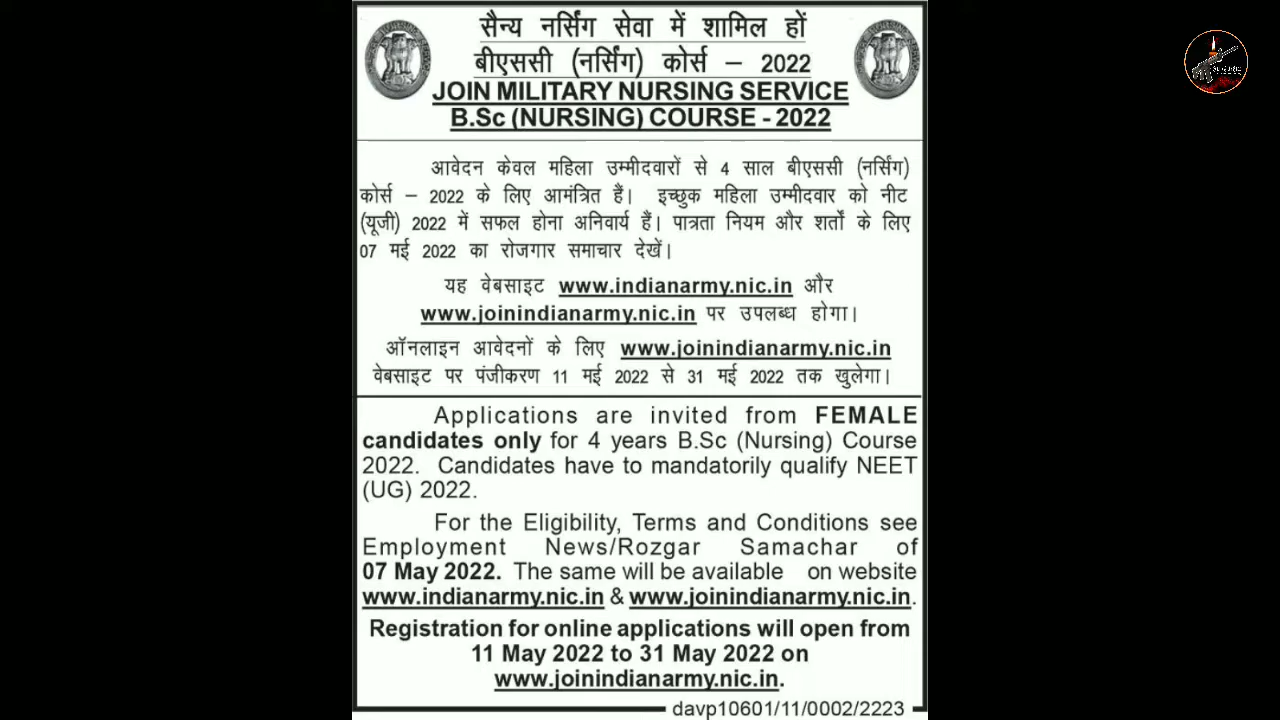 सैन्य नर्सिंग सेवा में शामिल हों
बीएससी (नर्सिंग) कोर्स – 2022
JOIN MILITARY NURSING SERVICE
B.Sc (NURSING) COURSE - 2022
आवेदन केवल महिला उम्मीदवारों से 4 साल बीएससी (नर्सिंग)
कोर्स – 2022 के लिए आमंत्रित हैं। इच्छुक महिला उम्मीदवार को नीट
(यूजी) 2022 में सफल होना अनिवार्य हैं। पात्रता नियम और शर्तों के लिए
07 मई 2022 का रोजगार समाचार देखें।
यह वेबसाइट www.indianarmy.nic.in और
www.joinindianarmy.nic.in पर उपलब्ध होगा।
ऑनलाइन आवेदनों के लिए www.joinindianarmy.nic.in
वेबसाइट पर पंजीकरण 11 मई 2022 से 31 मई 2022 तक खुलेगा।
Applications are invited from FEMALE
candidates only for 4 years B.Sc (Nursing) Course
2022. Candidates have to mandatorily qualify NEET
(UG) 2022.
For the Eligibility, Terms and Conditions see
Employment News/Rozgar Samachar of
07 May 2022. The same will be available on website
www.indianarmy.nic.in & www.joinindianarmy.nic.in.
Registration for online applications will open from
11 May 2022 to 31 May 2022 on
www.joinindianarmy.nic.in.
davp10601/11/0002/2223